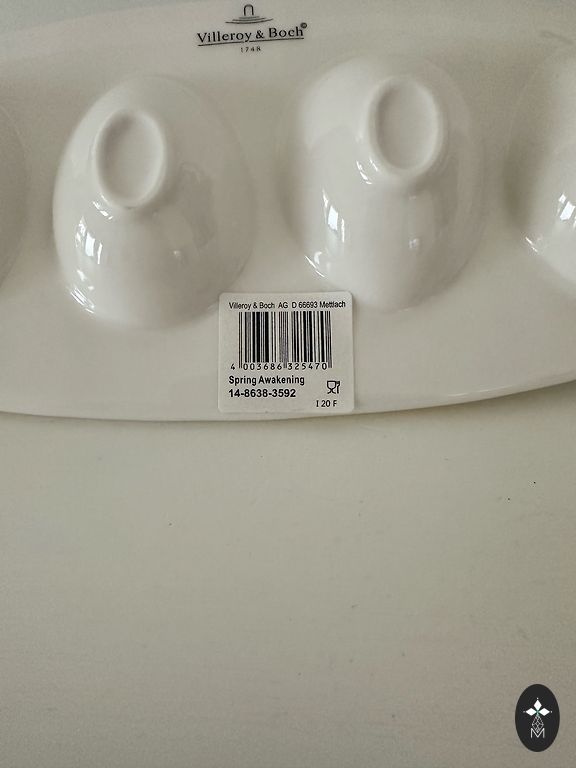 Villeroy & Boch©
1748
Villeroy & Boch AG D 66693 Mettlach
4 003686 325470
Spring Awakening
14-8638-3592
I 20 F
M